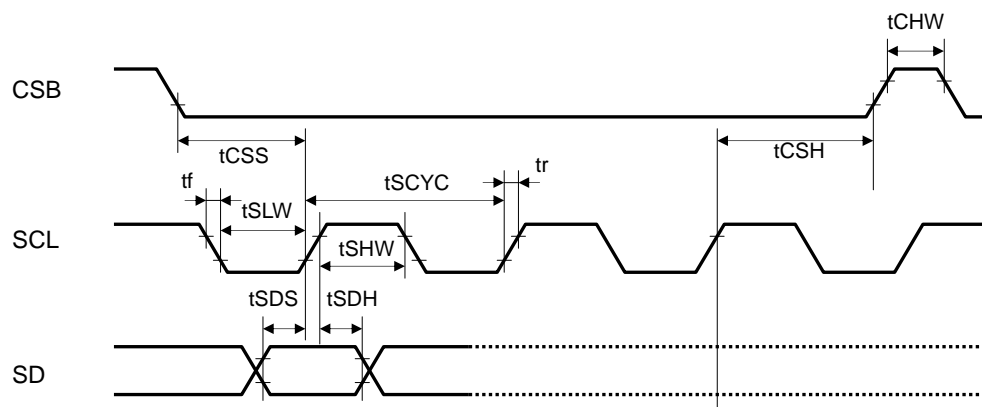 tCHW
CSB
tCSS
tCSH
tf
tSCYC
tr
tSLW
SCL
tSHW
tSDS
tSDH
SD